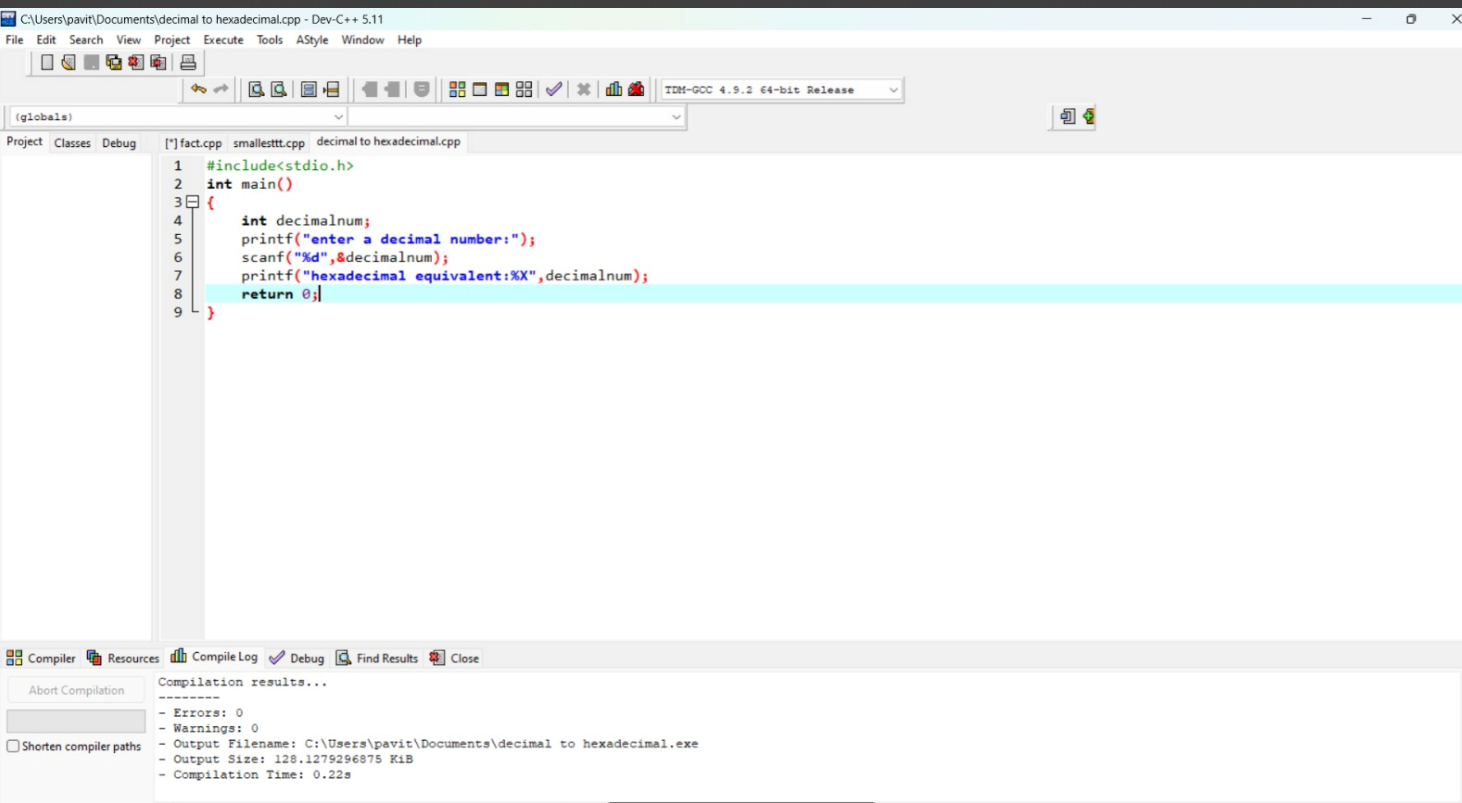 C:\Users\pavit\Documents\decimal to hexadecimal.cpp - Dev-C++ 5.11
File Edit Search View Project Execute Tools AStyle Window Help
TDM-GCC 4.9.2 64-bit Release
(globals)
Project Classes Debug [*] fact.cpp smallesttt.cpp decimal to hexadecimal.cpp
1 #include<stdio.h>
2 int main()
3 {
4 int decimalnum;
5 printf("enter a decimal number:");
6 scanf("%d",&decimalnum);
7 printf("hexadecimal equivalent:%X",decimalnum);
8 return 0;
9 }
Compiler Resources Compile Log Debug Find Results Close
Abort Compilation
Shorten compiler paths
Compilation results...
--------
- Errors: 0
- Warnings: 0
- Output Filename: C:\Users\pavit\Documents\decimal to hexadecimal.exe
- Output Size: 128.1279296875 KiB
- Compilation Time: 0.22s